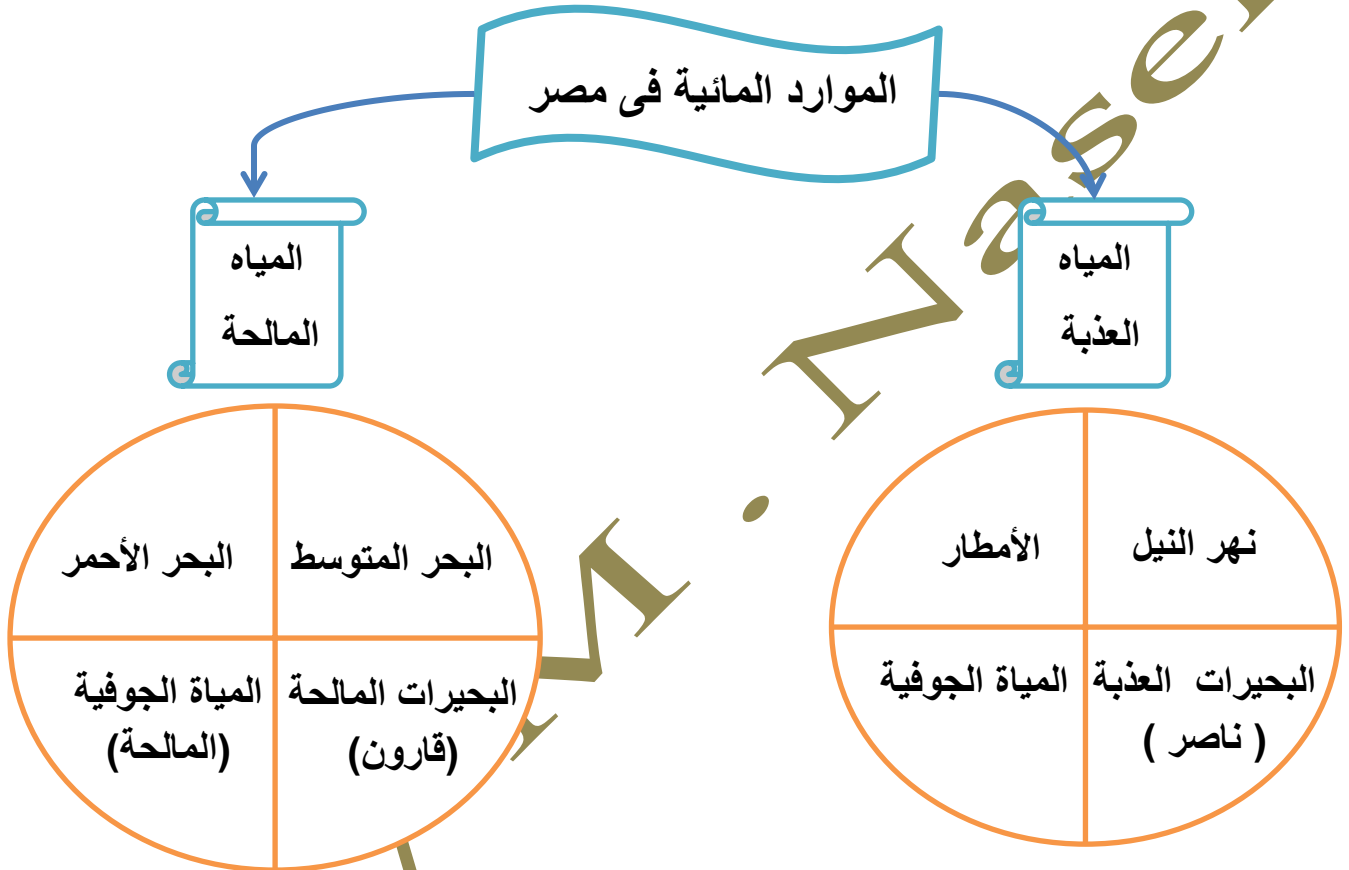 الموارد المائية فى مصر
المياه
العذبة
نهر النيل
الأمطار
البحيرات العذبة
( ناصر )
المياة الجوفية
المياه
المالحة
البحر المتوسط
البحر الأحمر
البحيرات المالحة
(قارون)
المياة الجوفية
(المالحة)
M . Naser